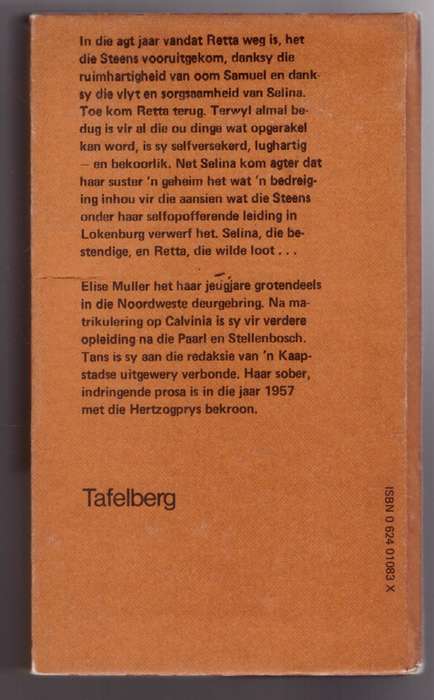 In die agt jaar vandat Retta weg is, het
die Steens vooruitgekom, danksy die
ruimhartigheid van oom Samuel en dank-
sy die vlyt en sorgsaamheid van Selina.
Toe kom Retta terug. Terwyl almal be-
dug is vir al die ou dinge wat opgerakel
kan word, is sy selfversekerd, lughartig
— en bekoorlik. Net Selina kom agter dat
haar suster 'n geheim het wat 'n bedreig-
ing inhou vir die aansien wat die Steens
onder haar selfopofferende leiding in
Lokenburg verwerf het. Selina, die be-
stendige, en Retta, die wilde loot . . .
Elise Muller het haar jeugjare grotendeels
in die Noordweste deurgebring. Na ma-
trikulering op Calvinia is sy vir verdere
opleiding na die Paarl en Stellenbosch.
Tans is sy aan die redaksie van 'n Kaap-
stadse uitgewery verbonde. Haar sober,
indringende prosa is in die jaar 1957
met die Hertzogprys bekroon.
Tafelberg
ISBN 0 624 01083 X